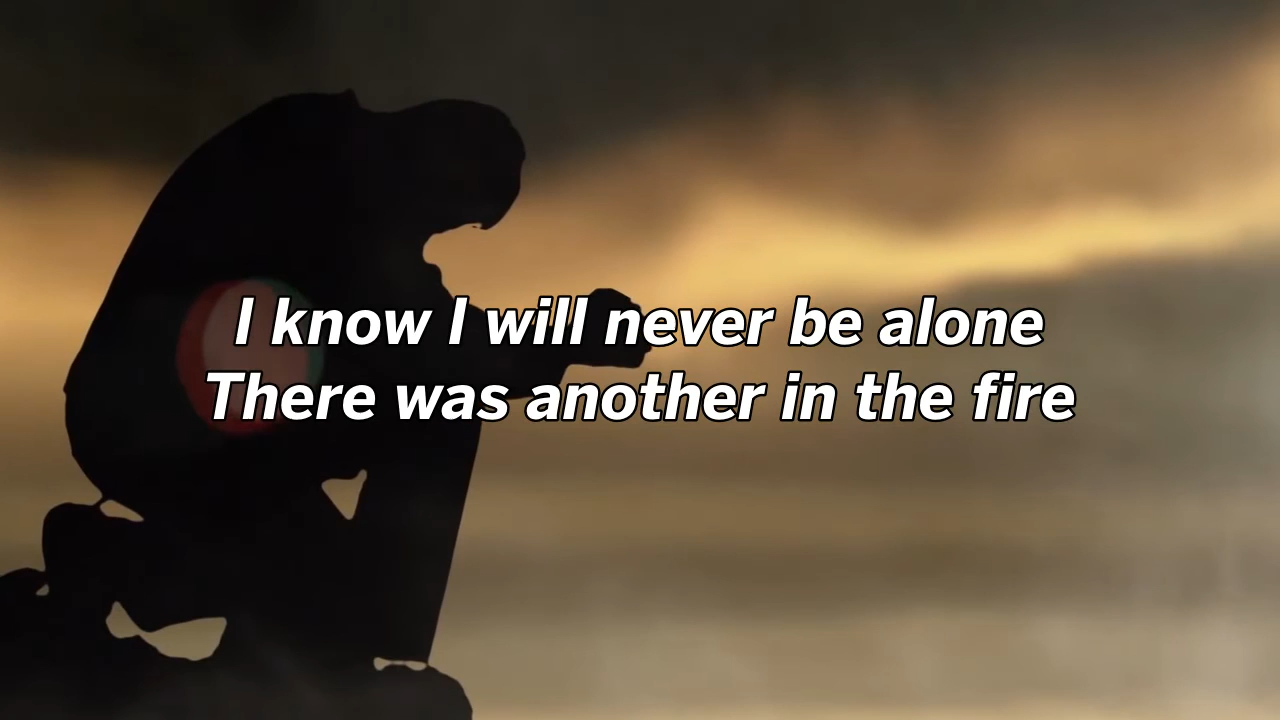 I know I will never be alone
There was another in the fire